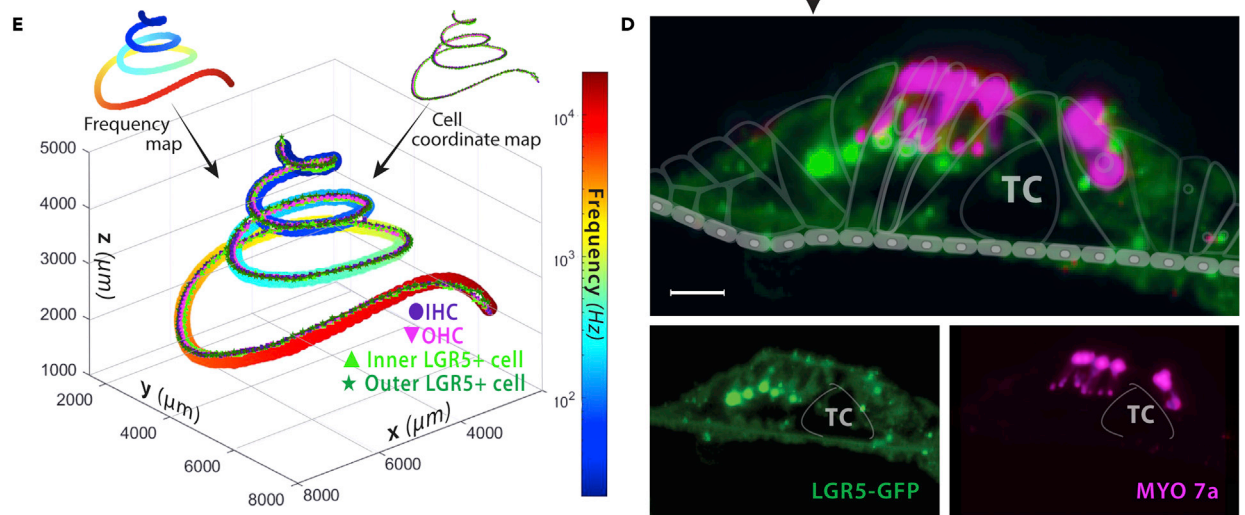 E
Frequency
map
Cell
coordinate map
5000
4000
3000
2000
1000
z (μm)
2000
4000
6000
8000
y (μm)
8000
6000
4000
x (μm)
IHC
OHC
Inner LGR5+ cell
Outer LGR5+ cell
10⁴
10³
10²
Frequency (Hz)
D
TC
TC
LGR5-GFP
TC
MYO 7a